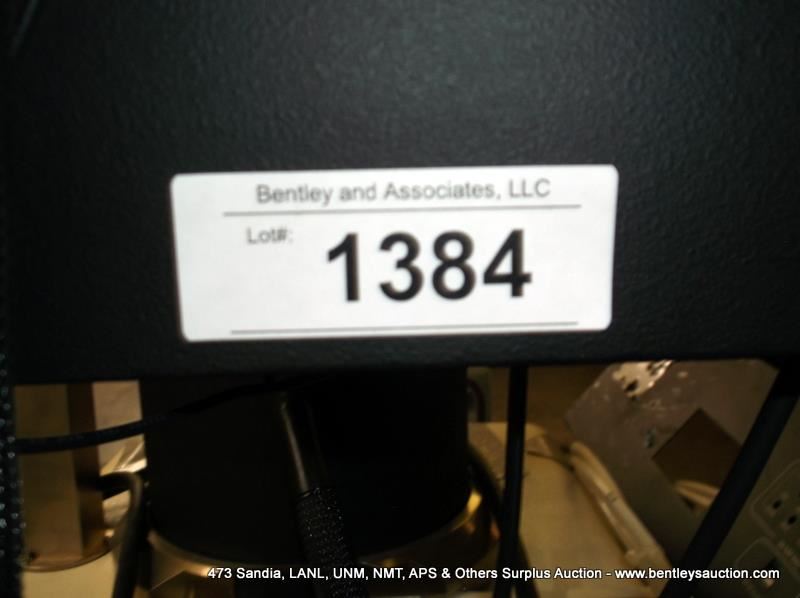 Bentley and Associates, LLC
Lot#:
1384
473 Sandia, LANL, UNM, NMT, APS & Others Surplus Auction - www.bentleysauction.com